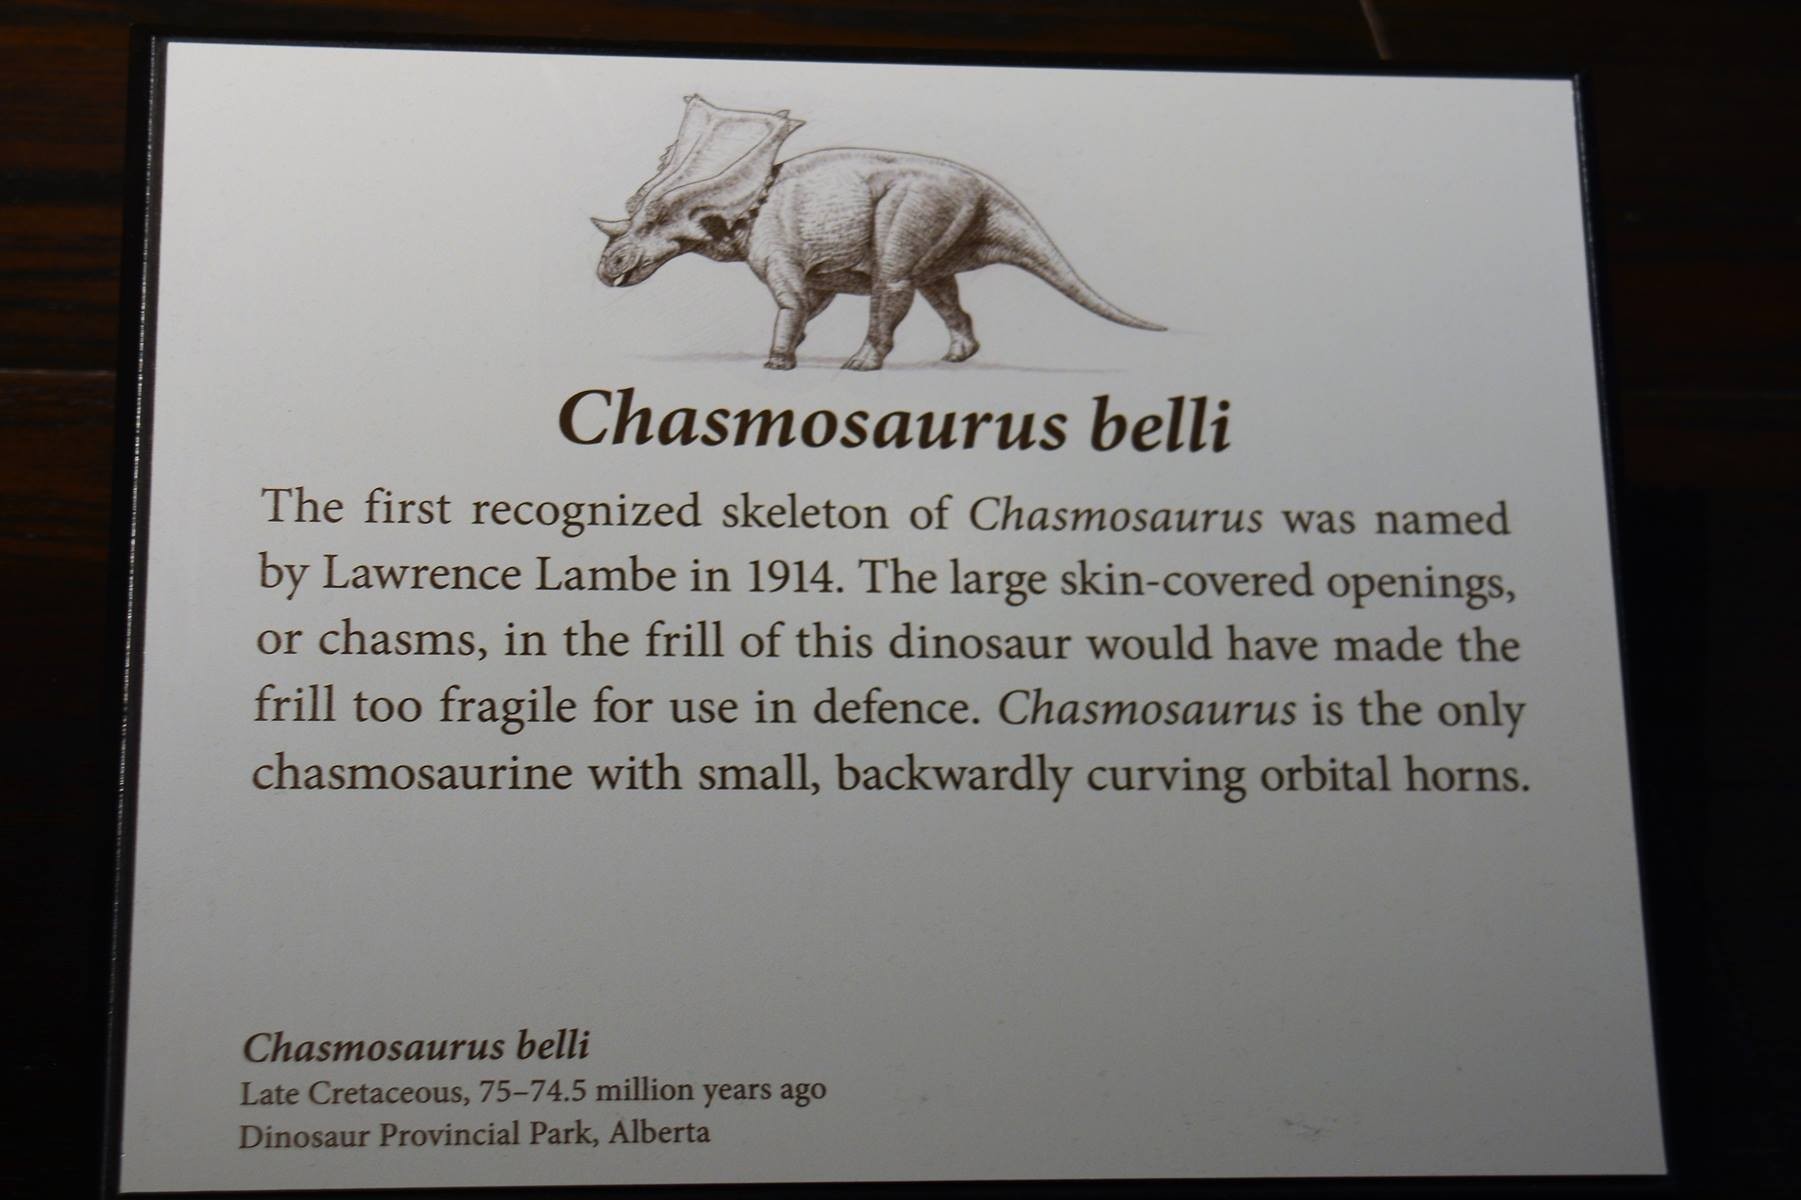 Chasmosaurus belli
The first recognized skeleton of Chasmosaurus was named
by Lawrence Lambe in 1914. The large skin-covered openings,
or chasms, in the frill of this dinosaur would have made the
frill too fragile for use in defence. Chasmosaurus is the only
chasmosaurine with small, backwardly curving orbital horns.
Chasmosaurus belli
Late Cretaceous, 75–74.5 million years ago
Dinosaur Provincial Park, Alberta